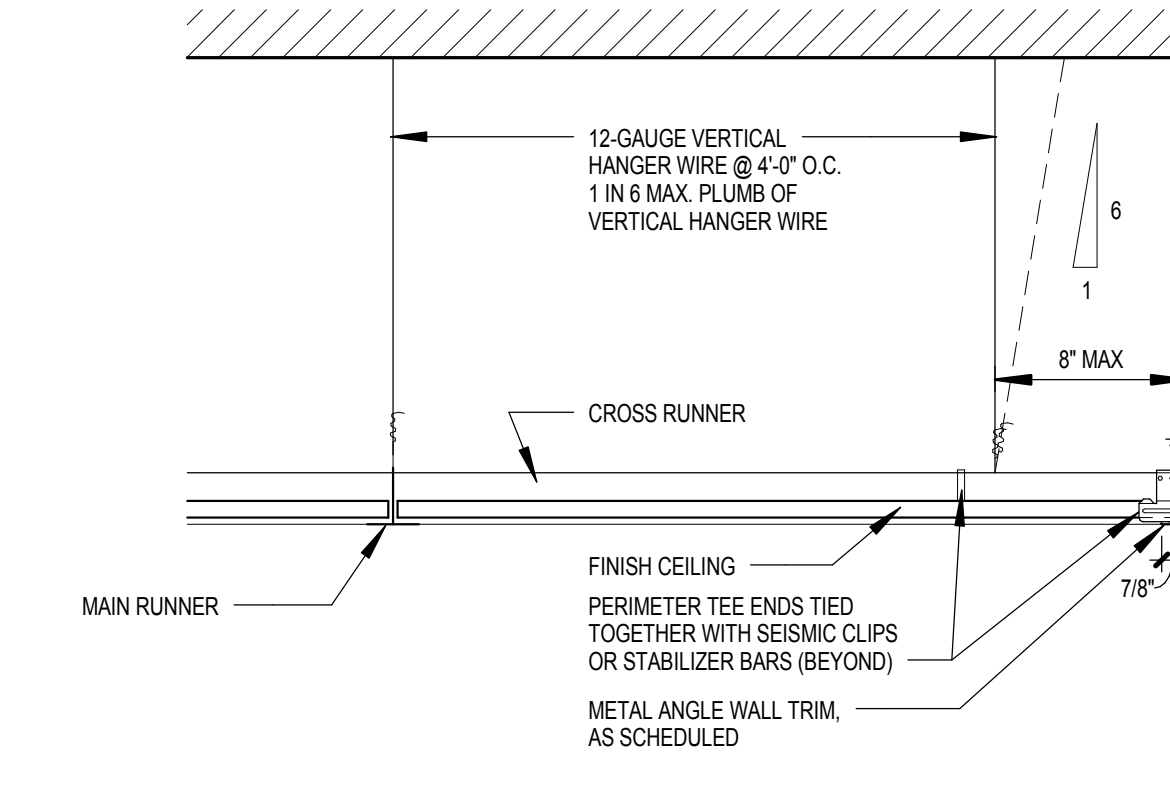 12-GAUGE VERTICAL
HANGER WIRE @ 4'-0" O.C.
1 IN 6 MAX. PLUMB OF
VERTICAL HANGER WIRE
6
1
8" MAX
CROSS RUNNER
FINISH CEILING
7/8"
MAIN RUNNER
PERIMETER TEE ENDS TIED
TOGETHER WITH SEISMIC CLIPS
OR STABILIZER BARS (BEYOND)
METAL ANGLE WALL TRIM,
AS SCHEDULED